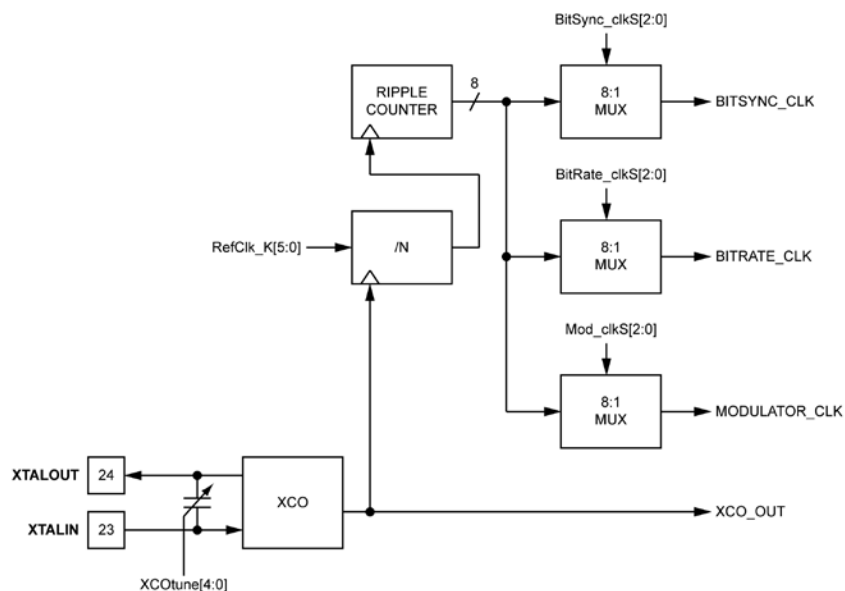 BitSync_clkS[2:0]
RIPPLE
COUNTER
8
8:1
MUX
BITSYNC_CLK
BitRate_clkS[2:0]
RefClk_K[5:0]
/N
8:1
MUX
BITRATE_CLK
Mod_clkS[2:0]
8:1
MUX
MODULATOR_CLK
XTALOUT
24
XCO
XCO_OUT
XTALIN
23
XCOtune[4:0]